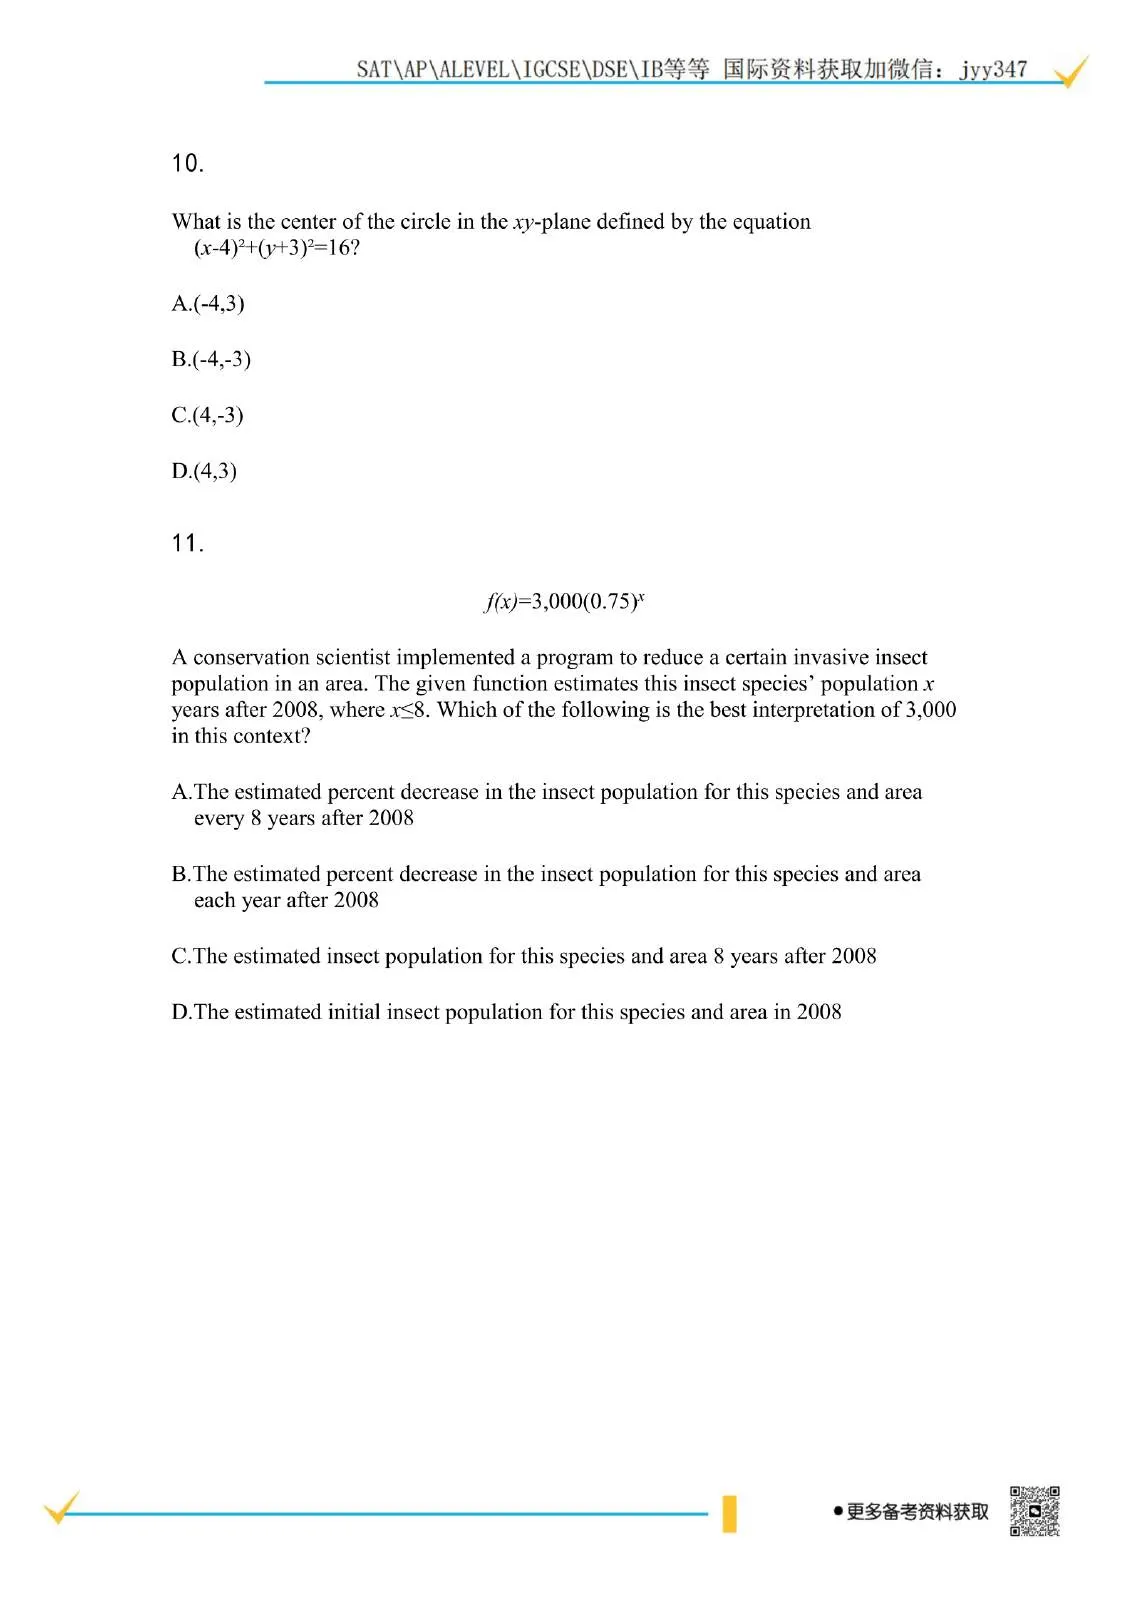 SAT\AP\ALEVEL\IGCSE\DSE\IB等等 国际资料获取加微信：jyy347
10.
What is the center of the circle in the xy-plane defined by the equation
(x-4)²+(y+3)²=16?
A.(-4,3)
B.(-4,-3)
C.(4,-3)
D.(4,3)
11.
f(x)=3,000(0.75)ˣ
A conservation scientist implemented a program to reduce a certain invasive insect
population in an area. The given function estimates this insect species’ population x
years after 2008, where x≤8. Which of the following is the best interpretation of 3,000
in this context?
A.The estimated percent decrease in the insect population for this species and area
every 8 years after 2008
B.The estimated percent decrease in the insect population for this species and area
each year after 2008
C.The estimated insect population for this species and area 8 years after 2008
D.The estimated initial insect population for this species and area in 2008
●更多备考资料获取